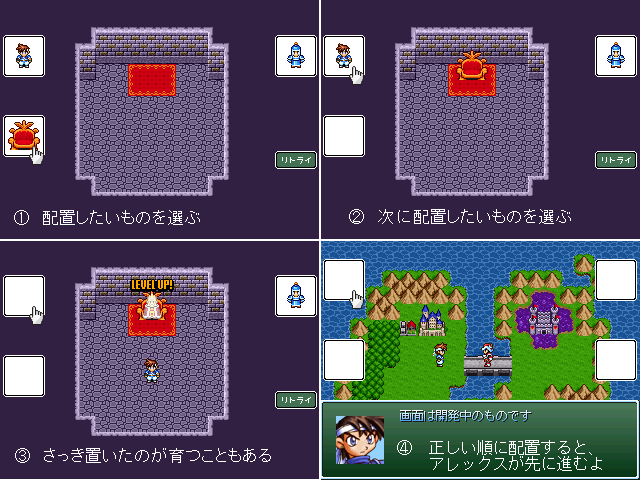 リトライ
① 配置したいものを選ぶ
リトライ
② 次に配置したいものを選ぶ
LEVEL UP!
リトライ
③ さっき置いたのが育つこともある
画面は開発中のものです
④ 正しい順に配置すると、
アレックスが先に進むよ